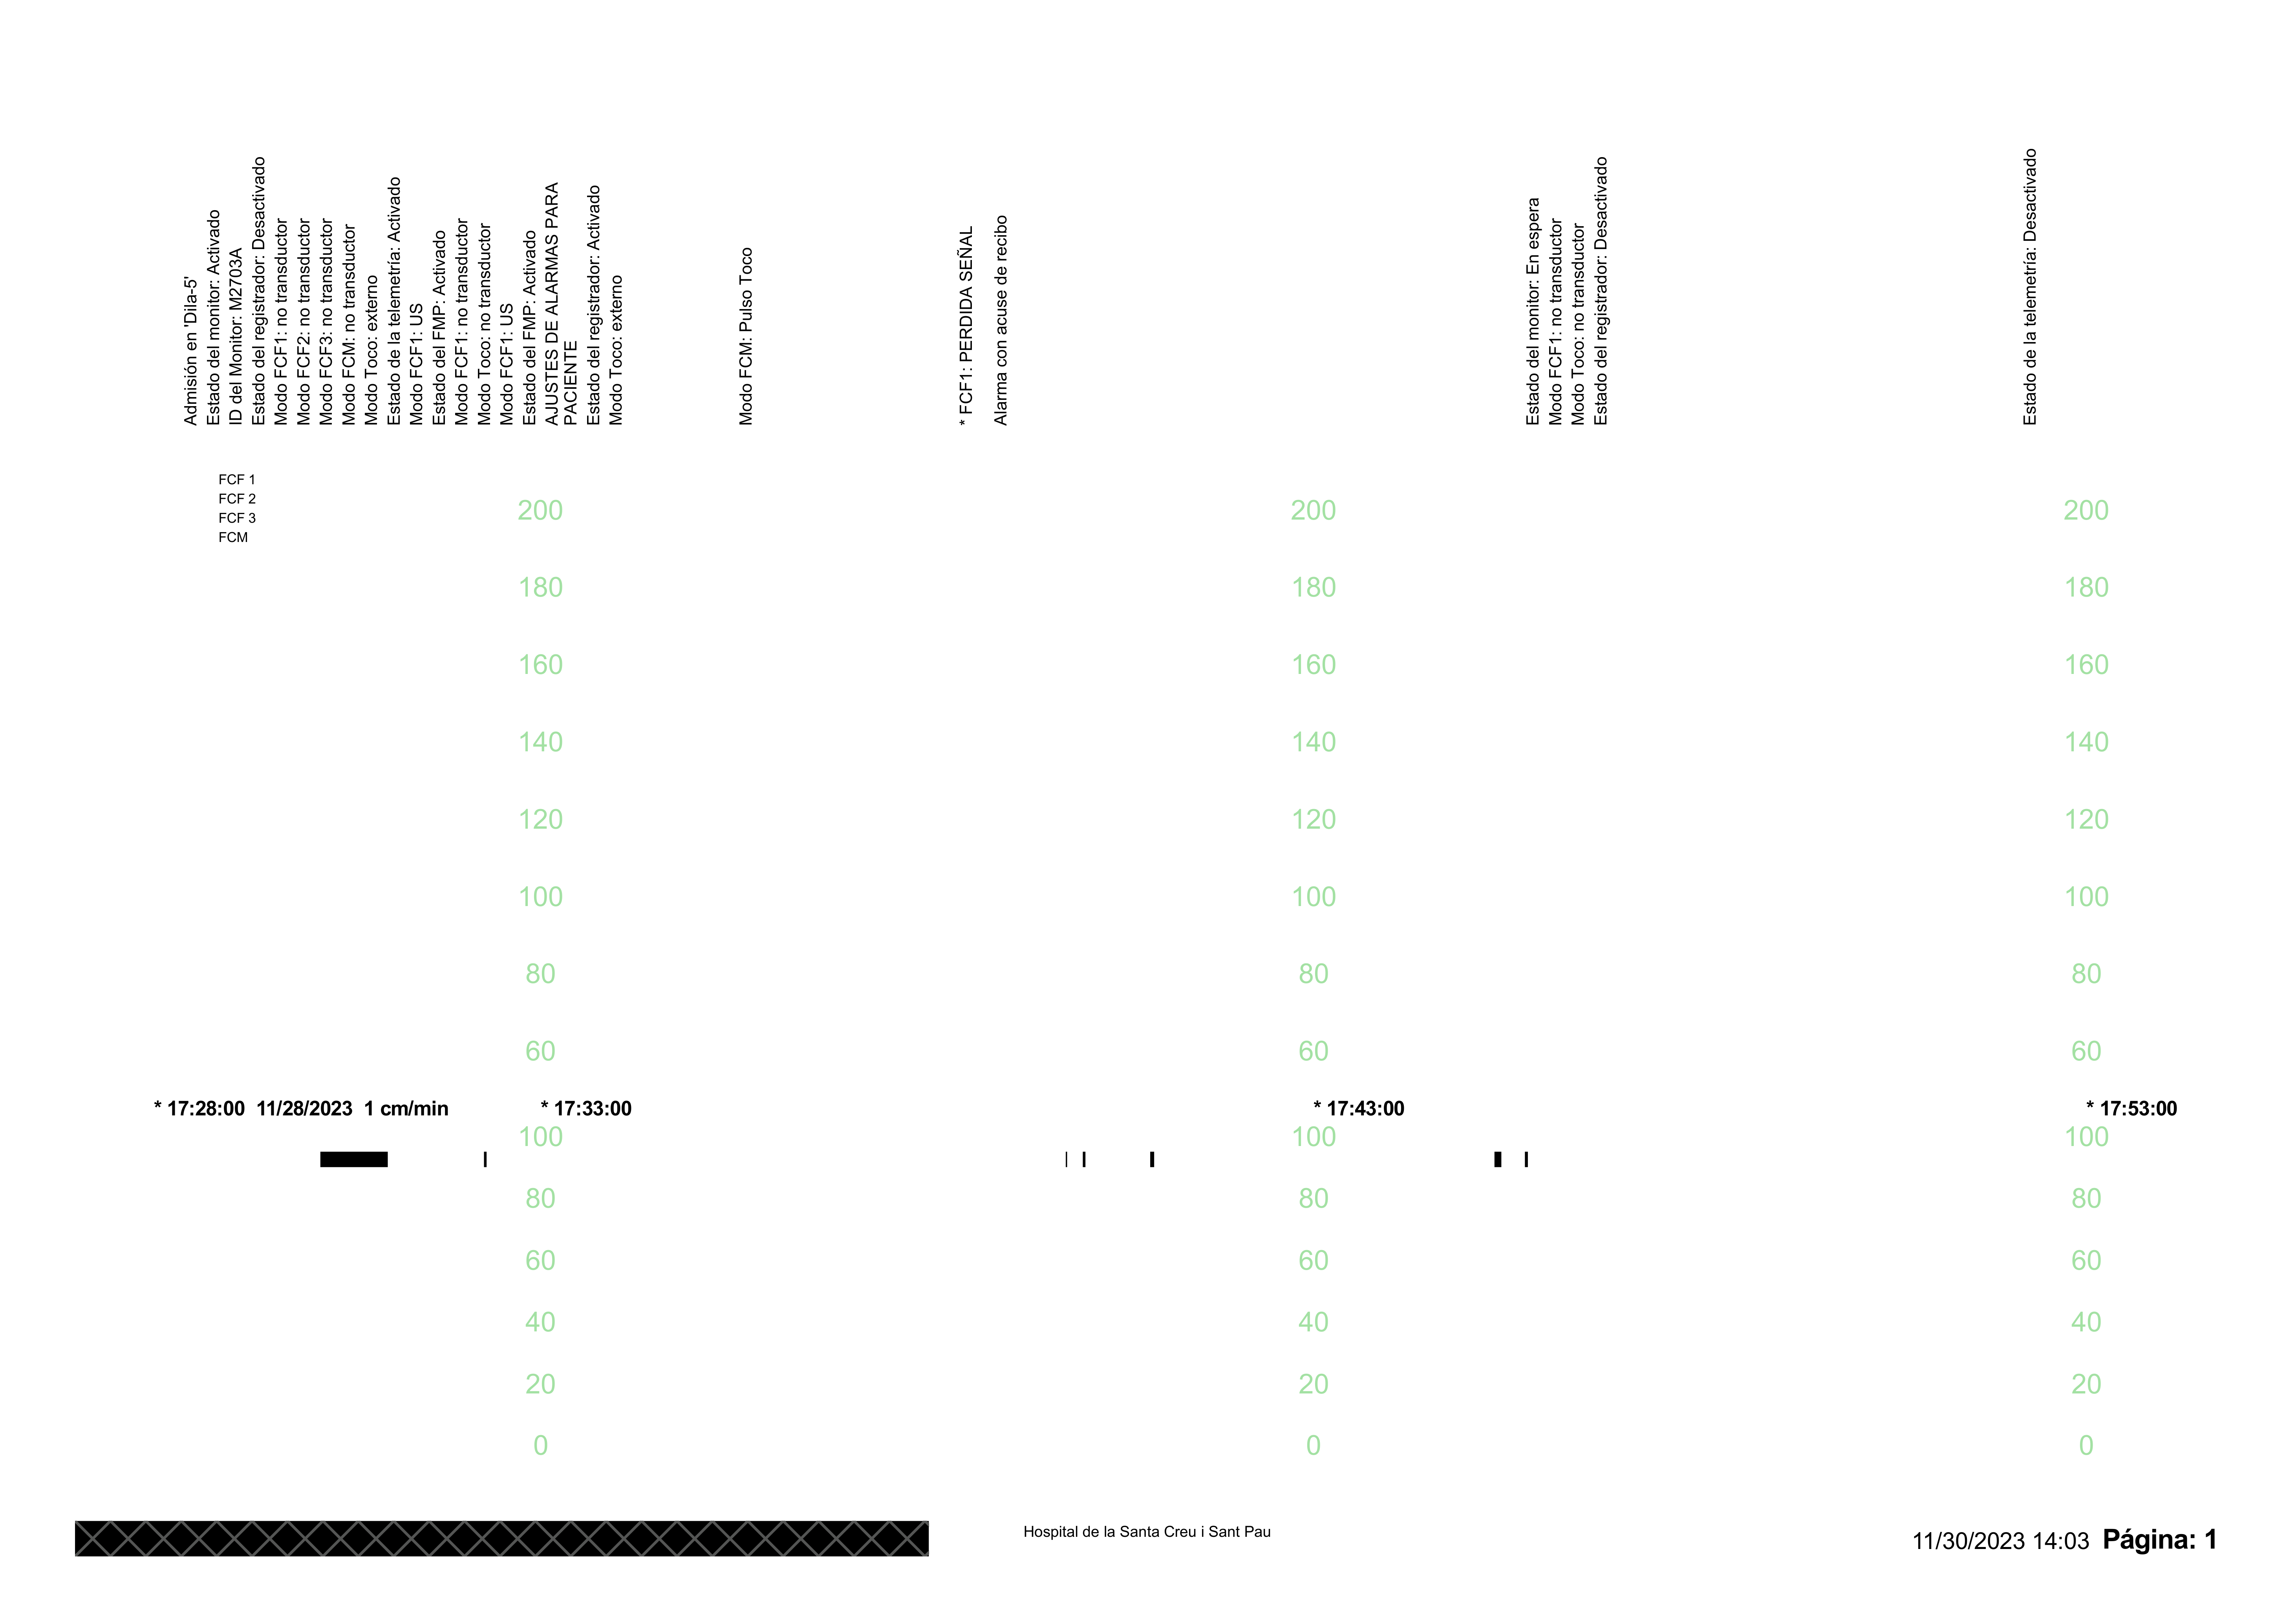 Admisión en 'Dila-5'
Estado del monitor: Activado
ID del Monitor: M2703A
Estado del registrador: Desactivado
Modo FCF1: no transductor
Modo FCF2: no transductor
Modo FCF3: no transductor
Modo FCM: no transductor
Modo Toco: externo
Estado de la telemetría: Activado
Modo FCF1: US
Estado del FMP: Activado
Modo FCF1: no transductor
Modo Toco: no transductor
Modo FCF1: US
Estado del FMP: Activado
AJUSTES DE ALARMAS PARA
PACIENTE
Estado del registrador: Activado
Modo Toco: externo
Modo FCM: Pulso Toco
* FCF1: PERDIDA SEÑAL
Alarma con acuse de recibo
Estado del monitor: En espera
Modo FCF1: no transductor
Modo Toco: no transductor
Estado del registrador: Desactivado
Estado de la telemetría: Desactivado
FCF 1
FCF 2
FCF 3
FCM
200 200 200
180 180 180
160 160 160
140 140 140
120 120 120
100 100 100
80 80 80
60 60 60
* 17:28:00 11/28/2023 1 cm/min * 17:33:00 * 17:43:00 * 17:53:00
100 100 100
80 80 80
60 60 60
40 40 40
20 20 20
0 0 0
Hospital de la Santa Creu i Sant Pau
11/30/2023 14:03 Página: 1